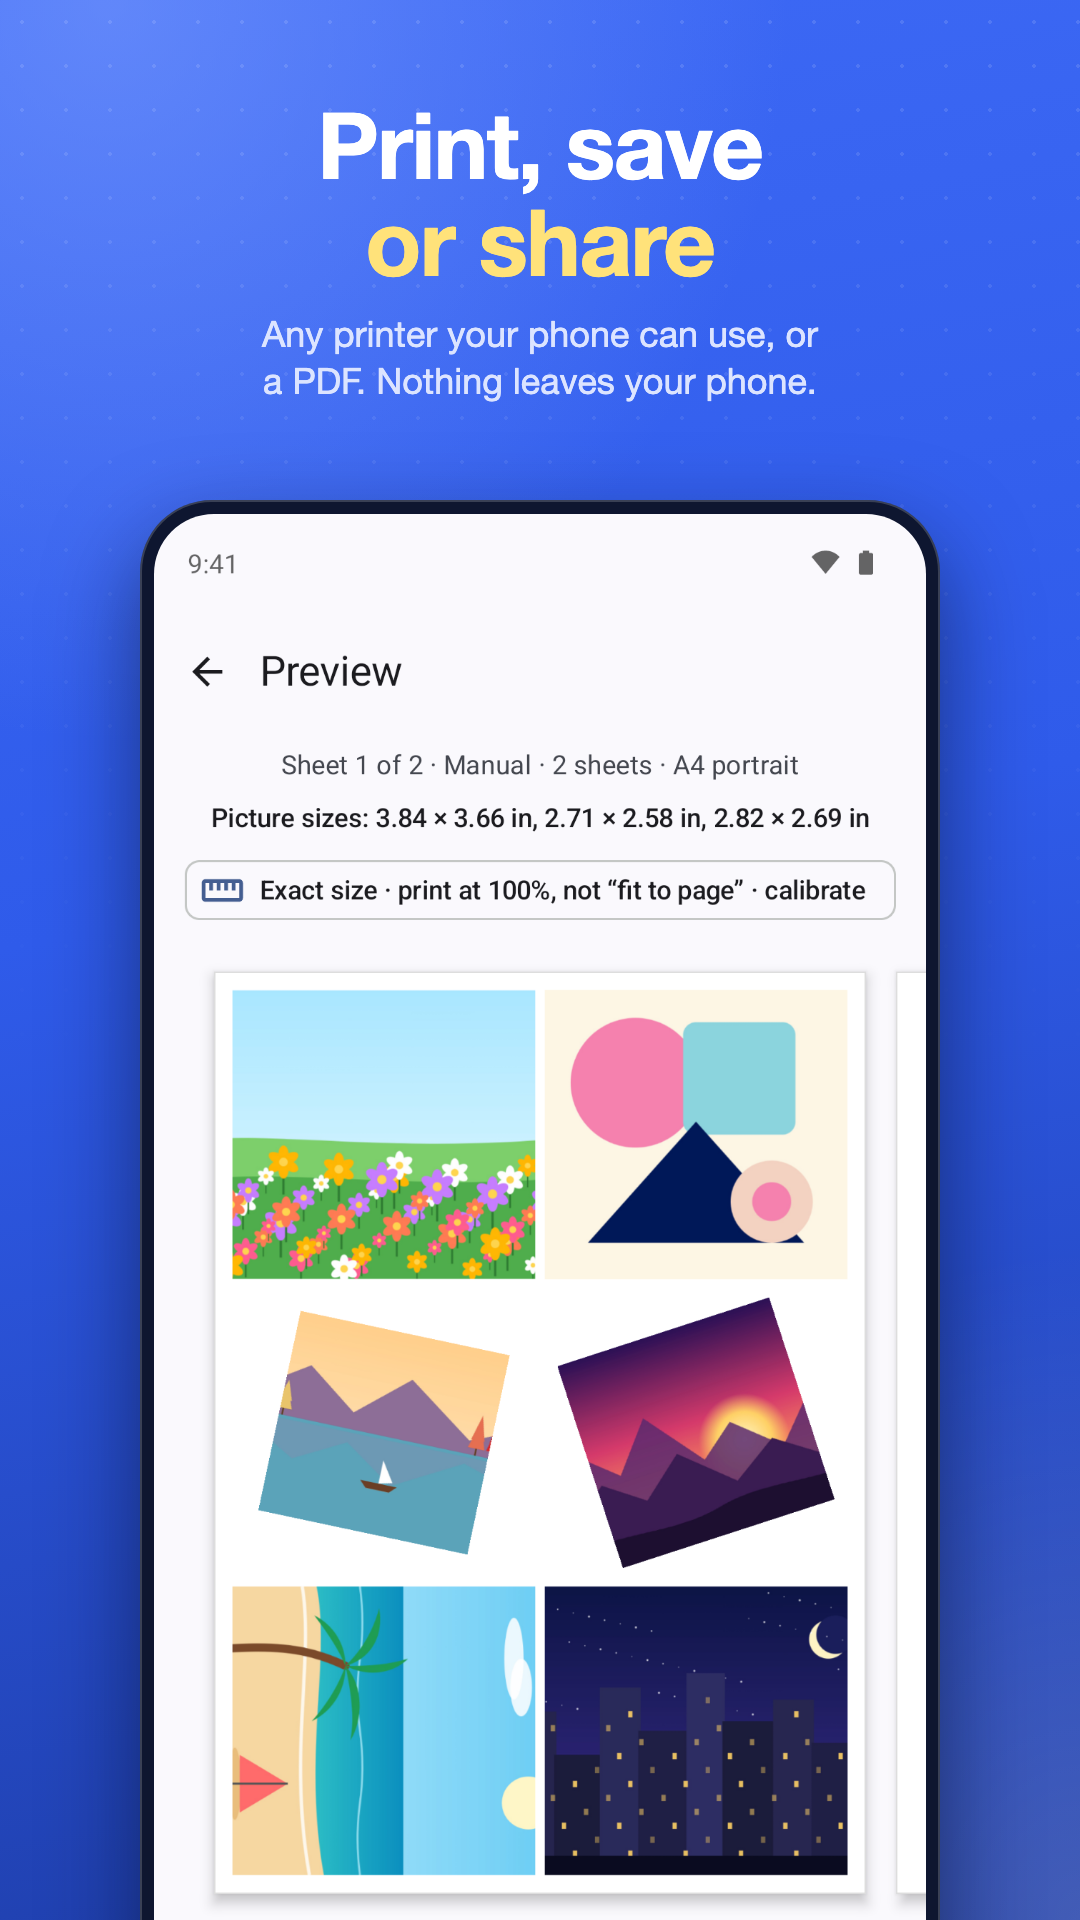 Print, save
or share
Any printer your phone can use, or
a PDF. Nothing leaves your phone.
9:41
Preview
Sheet 1 of 2 · Manual · 2 sheets · A4 portrait
Picture sizes: 3.84 × 3.66 in, 2.71 × 2.58 in, 2.82 × 2.69 in
Exact size · print at 100%, not “fit to page” · calibrate